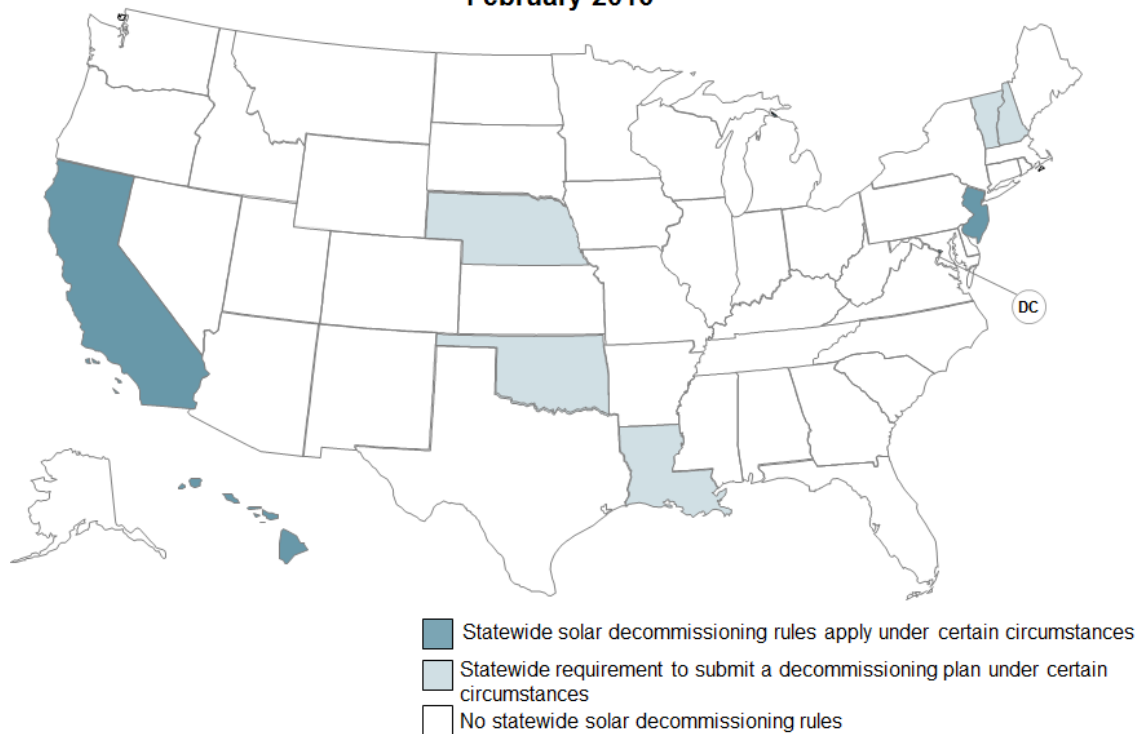 February
DC
Statewide solar decommissioning rules apply under certain circumstances
Statewide requirement to submit a decommissioning plan under certain
circumstances
No statewide solar decommissioning rules